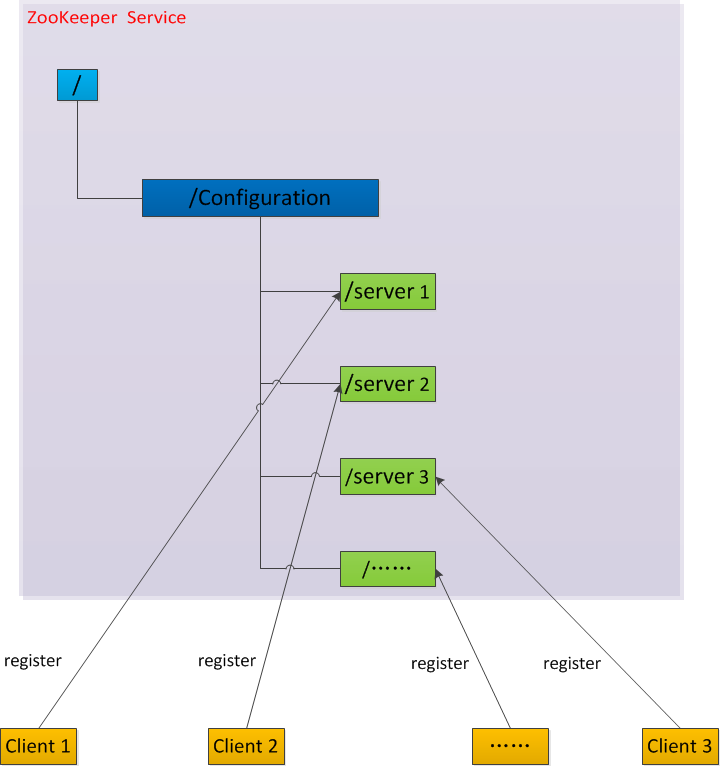 ZooKeeper Service
/
/Configuration
/server 1
/server 2
/server 3
/······
register
register
register
register
Client 1
Client 2
······
Client 3